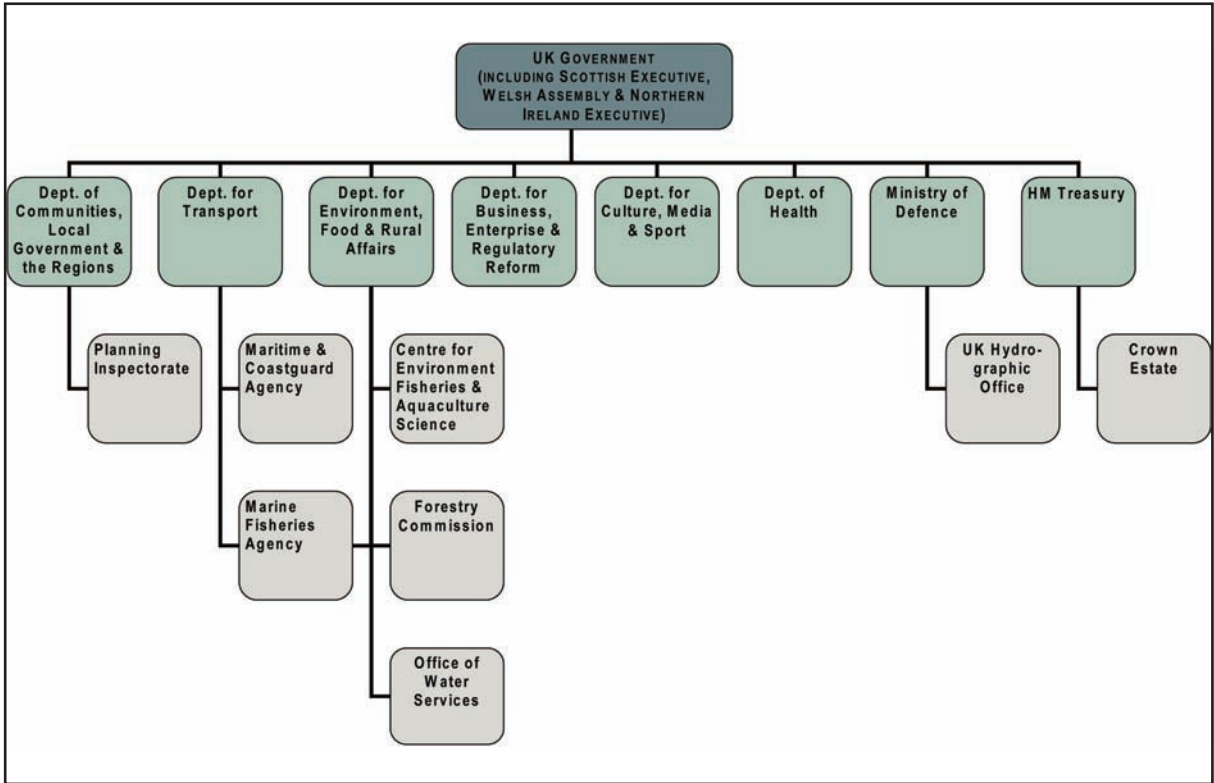 UK GOVERNMENT
(INCLUDING SCOTTISH EXECUTIVE,
WELSH ASSEMBLY & NORTHERN
IRELAND EXECUTIVE)
Dept. of
Communities,
Local
Government &
the Regions
Dept. for
Transport
Dept. for
Environment,
Food & Rural
Affairs
Dept. for
Business,
Enterprise &
Regulatory
Reform
Dept. for
Culture, Media
& Sport
Dept. of
Health
Ministry of
Defence
HM Treasury
Planning
Inspectorate
Maritime &
Coastguard
Agency
Centre for
Environment
Fisheries &
Aquaculture
Science
UK Hydro-
graphic
Office
Crown
Estate
Marine
Fisheries
Agency
Forestry
Commission
Office of
Water
Services